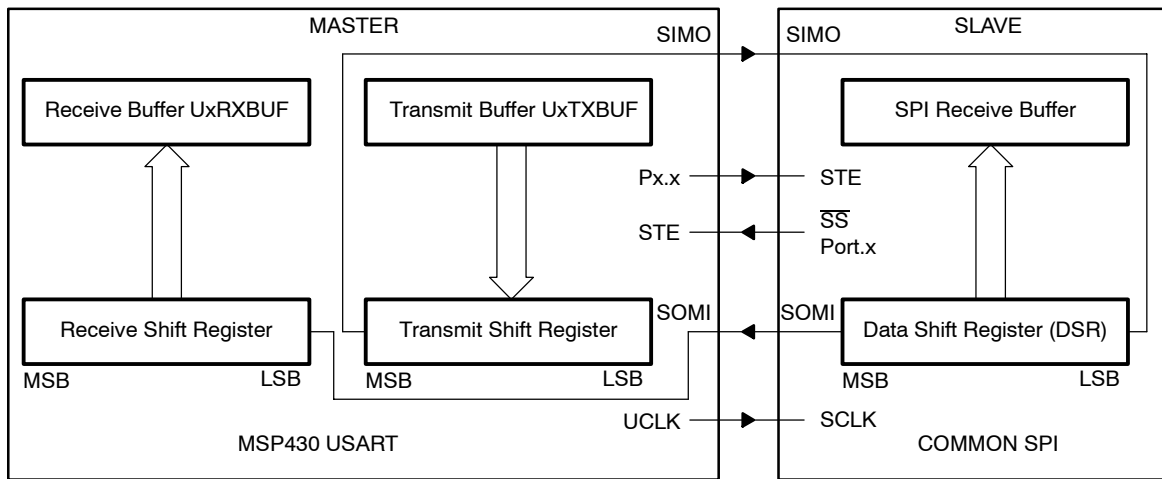 MASTER
SIMO
SIMO
SLAVE
Receive Buffer UxRXBUF
Transmit Buffer UxTXBUF
SPI Receive Buffer
Px.x
STE
STE
SS
Port.x
Receive Shift Register
Transmit Shift Register
SOMI
SOMI
Data Shift Register (DSR)
MSB
LSB
MSB
LSB
MSB
LSB
UCLK
SCLK
MSP430 USART
COMMON SPI